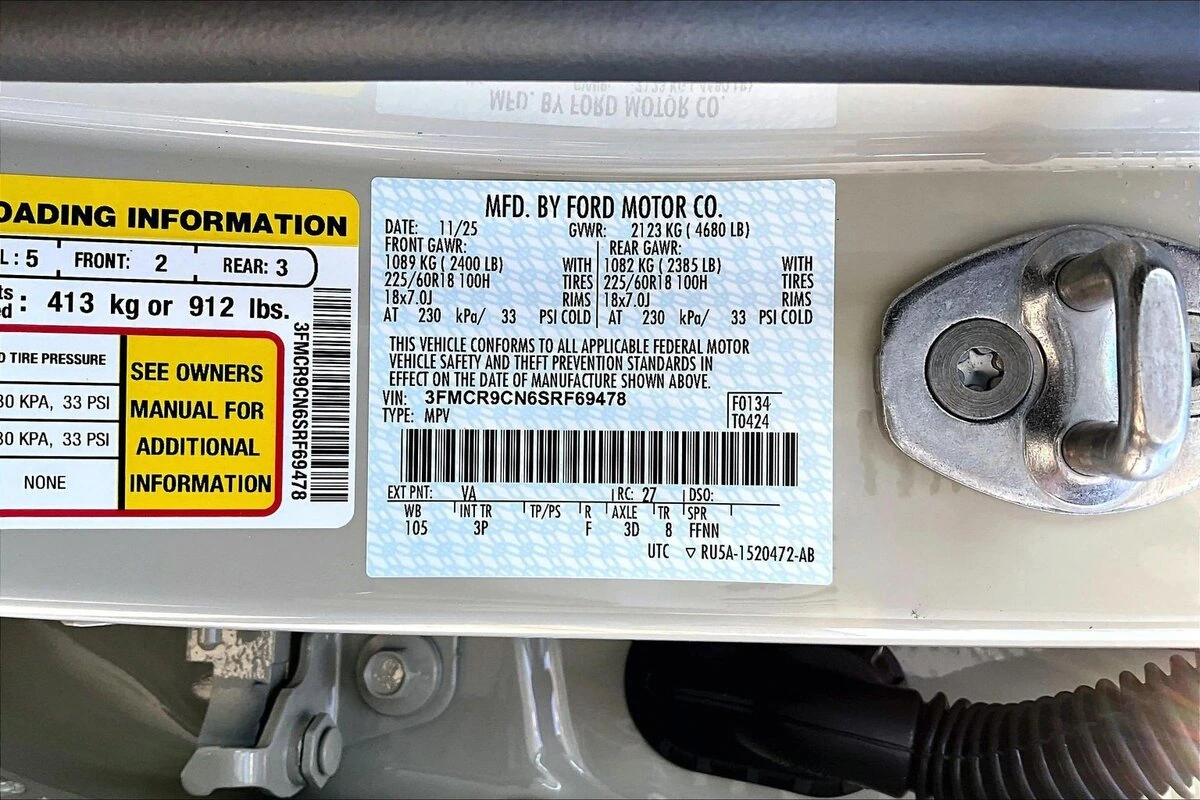 MFD. BY FORD MOTOR CO.
OADING INFORMATION
L: 5 FRONT: 2 REAR: 3
413 kg or 912 lbs.
O TIRE PRESSURE
30 KPA, 33 PSI
30 KPA, 33 PSI
NONE
SEE OWNERS
MANUAL FOR
ADDITIONAL
INFORMATION
3FMCR9CN6SRF69478
MFD. BY FORD MOTOR CO.
DATE: 11/25 GVWR: 2123 KG ( 4680 LB)
FRONT GAWR: REAR GAWR:
1089 KG ( 2400 LB) WITH 1082 KG ( 2385 LB) WITH
225/60R18 100H TIRES 225/60R18 100H TIRES
18x7.0J RIMS 18x7.0J RIMS
AT 230 kPa/ 33 PSI COLD AT 230 kPa/ 33 PSI COLD
THIS VEHICLE CONFORMS TO ALL APPLICABLE FEDERAL MOTOR
VEHICLE SAFETY AND THEFT PREVENTION STANDARDS IN
EFFECT ON THE DATE OF MANUFACTURE SHOWN ABOVE.
VIN: 3FMCR9CN6SRF69478 F0134
TYPE: MPV T0424
EXT PNT: VA RC: 27 DSO:
WB INT TR TP/PS R AXLE TR SPR
105 3P F 3D 8 FFNN
UTC ▽ RU5A-1520472-AB